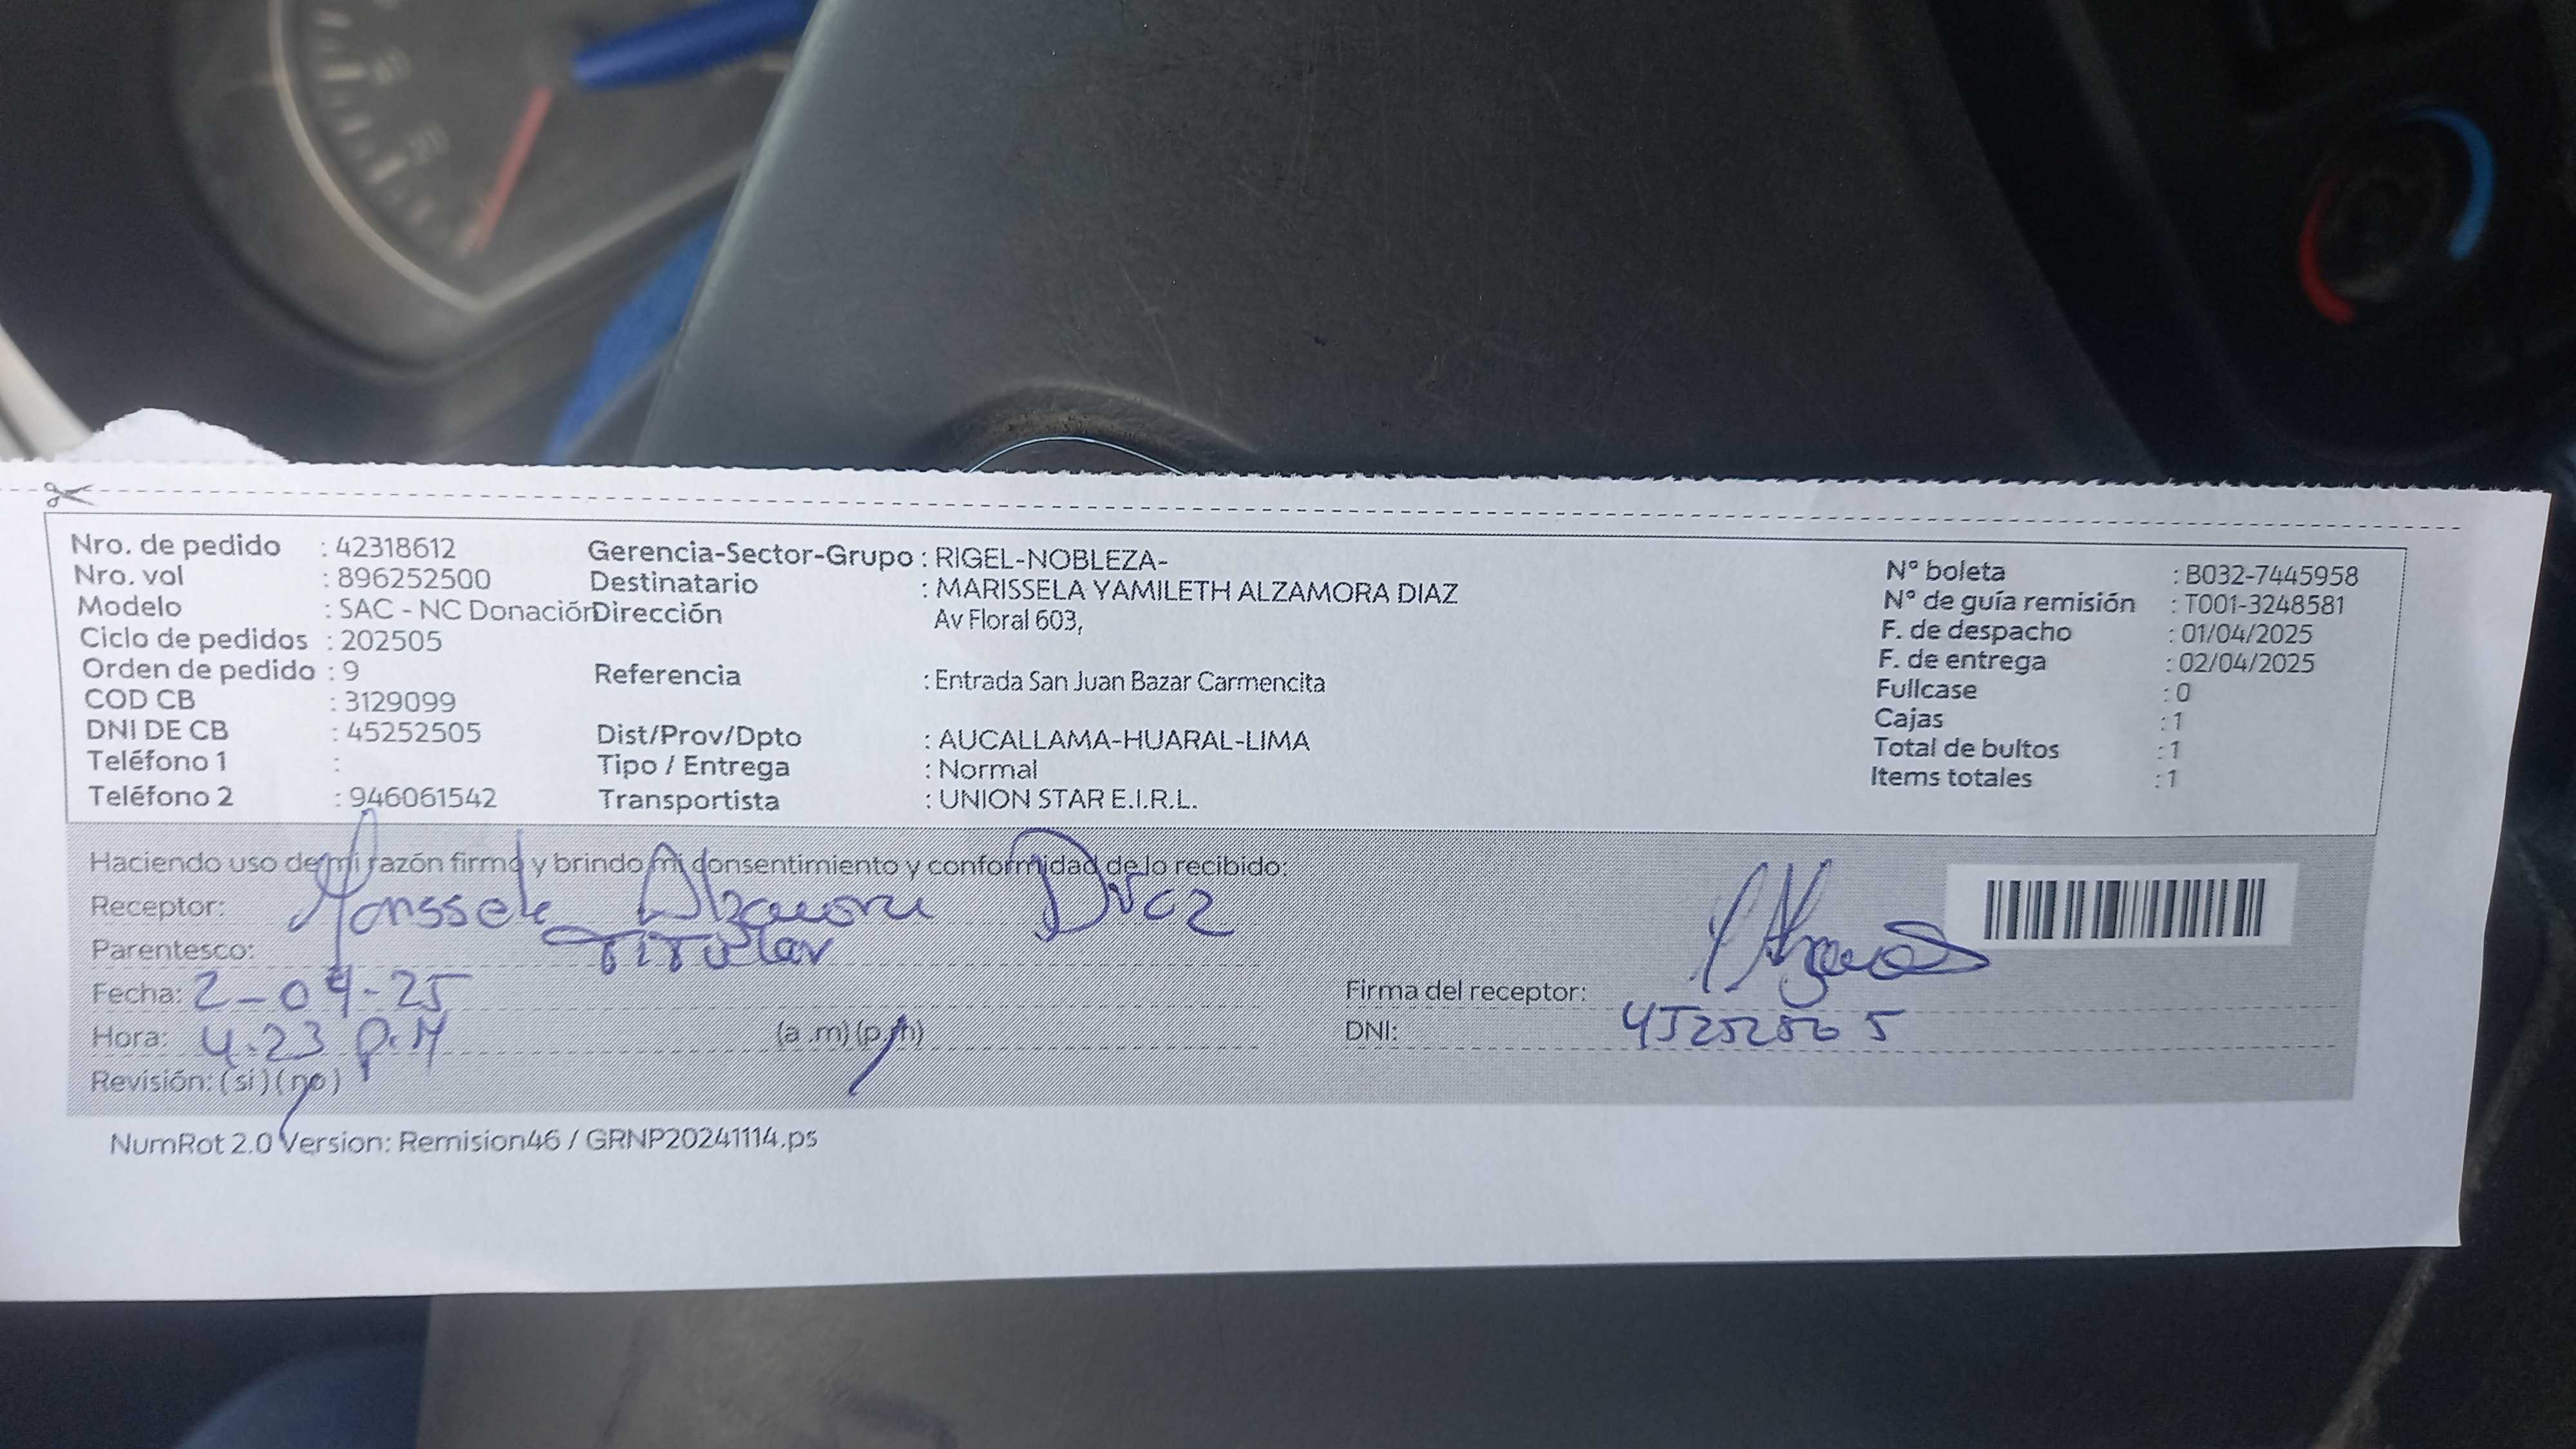 Nro. de pedido : 42318612
Nro. vol : 896252500
Modelo : SAC - NC Donación
Ciclo de pedidos : 202505
Orden de pedido : 9
COD CB : 3129099
DNI DE CB : 45252505
Teléfono 1 :
Teléfono 2 : 946061542
Gerencia-Sector-Grupo : RIGEL-NOBLEZA-
Destinatario : MARISSELA YAMILETH ALZAMORA DIAZ
Dirección Av Floral 603,
Referencia : Entrada San Juan Bazar Carmencita
Dist/Prov/Dpto : AUCALLAMA-HUARAL-LIMA
Tipo / Entrega : Normal
Transportista : UNION STAR E.I.R.L.
N° boleta : B032-7445958
N° de guía remisión : T001-3248581
F. de despacho : 01/04/2025
F. de entrega : 02/04/2025
Fullcase : 0
Cajas : 1
Total de bultos : 1
Items totales : 1
Haciendo uso de mi razón firmo y brindo mi consentimiento y conformidad de lo recibido:
Receptor: Marissela Alzamora Diaz
Parentesco: Titular
Fecha: 2-04-25
Hora: 4.23 P.M (a .m) (p.m)
Revisión: (si) (no)
Firma del receptor:
DNI: 45252505
NumRot 2.0 Version: Remision46 / GRNP20241114.ps